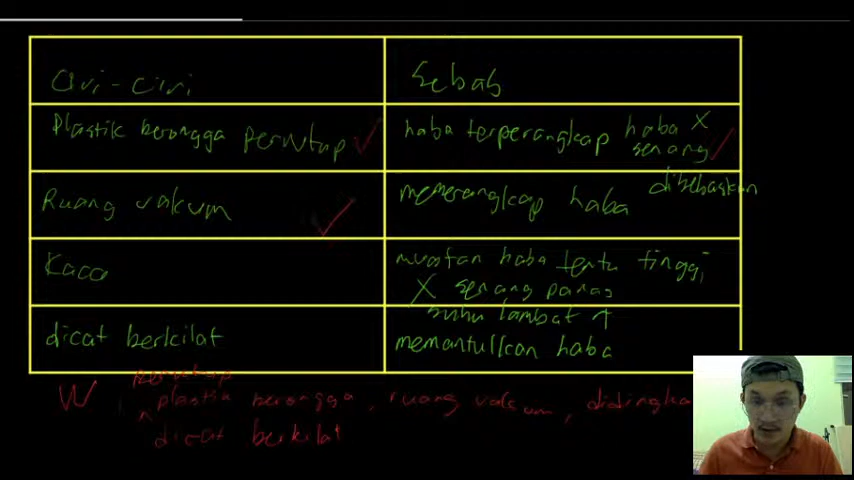 Ciri-ciri
Sebab
Plastik berongga penutup
haba terperangkap haba X
senang
dibebaskan
Ruang vakum
memerangkap haba
Kaca
muatan haba tentu tinggi,
X senang panas
suhu lambat ↑
dicat berkilat
memantulkan haba
W penutup
plastik berongga, ruang vakum,
dicat berkilat